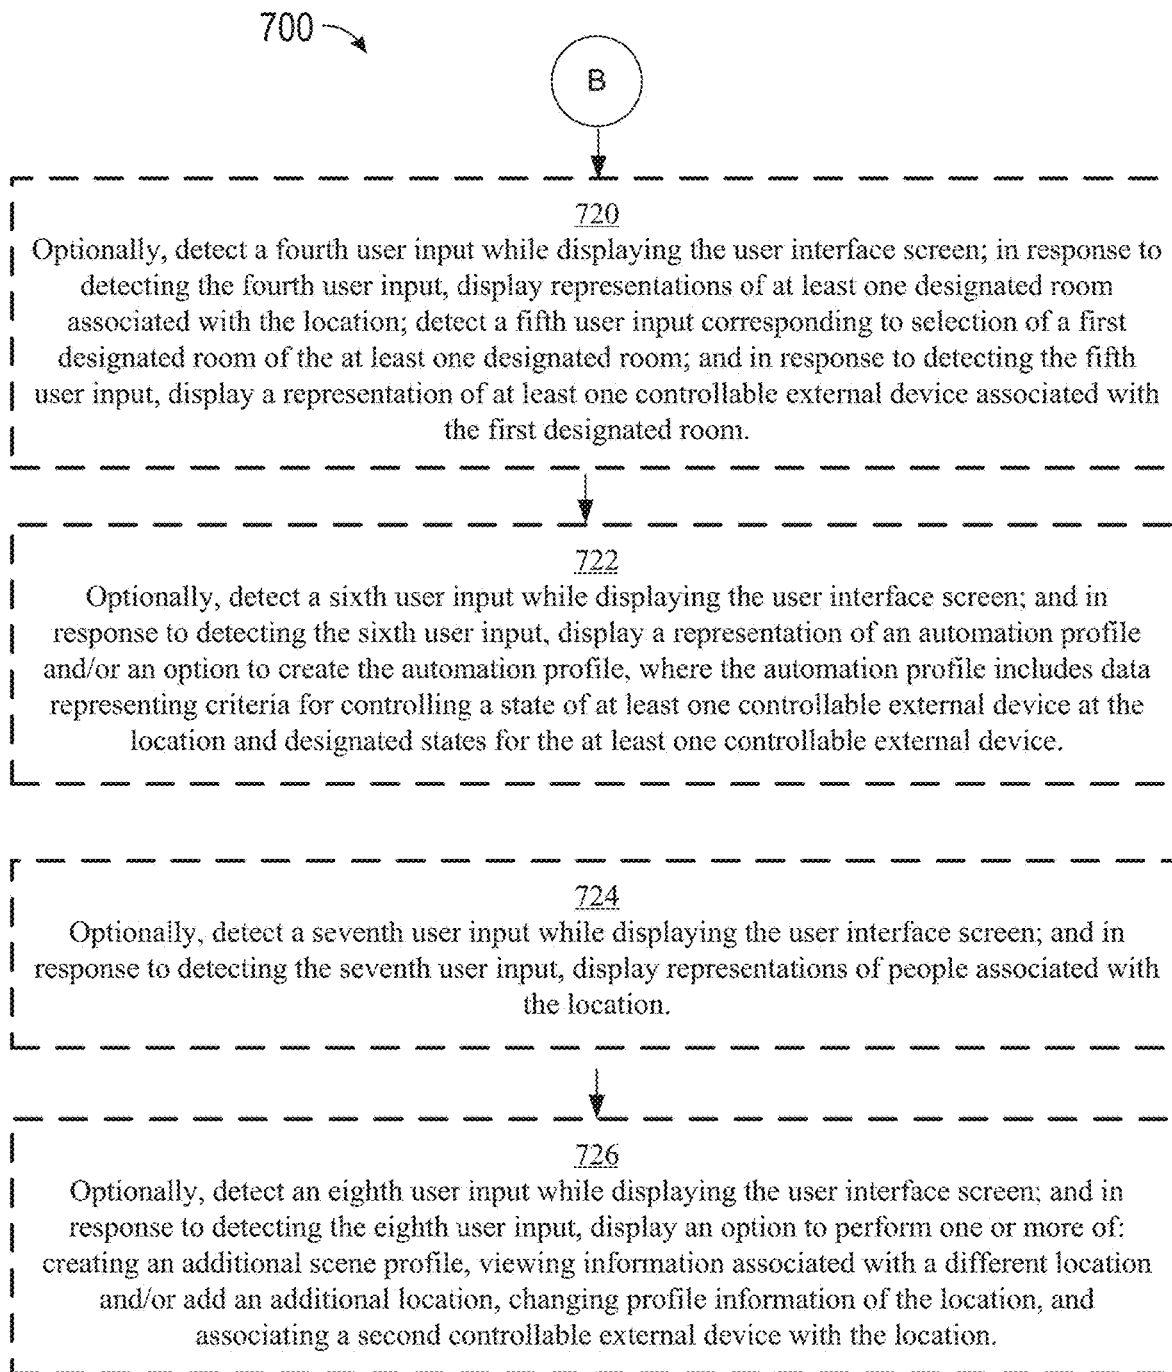 700
B
720
Optionally, detect a fourth user input while displaying the user interface screen; in response to
detecting the fourth user input, display representations of at least one designated room
associated with the location; detect a fifth user input corresponding to selection of a first
designated room of the at least one designated room; and in response to detecting the fifth
user input, display a representation of at least one controllable external device associated with
the first designated room.
722
Optionally, detect a sixth user input while displaying the user interface screen; and in
response to detecting the sixth user input, display a representation of an automation profile
and/or an option to create the automation profile, where the automation profile includes data
representing criteria for controlling a state of at least one controllable external device at the
location and designated states for the at least one controllable external device.
724
Optionally, detect a seventh user input while displaying the user interface screen; and in
response to detecting the seventh user input, display representations of people associated with
the location.
726
Optionally, detect an eighth user input while displaying the user interface screen; and in
response to detecting the eighth user input, display an option to perform one or more of:
creating an additional scene profile, viewing information associated with a different location
and/or add an additional location, changing profile information of the location, and
associating a second controllable external device with the location.